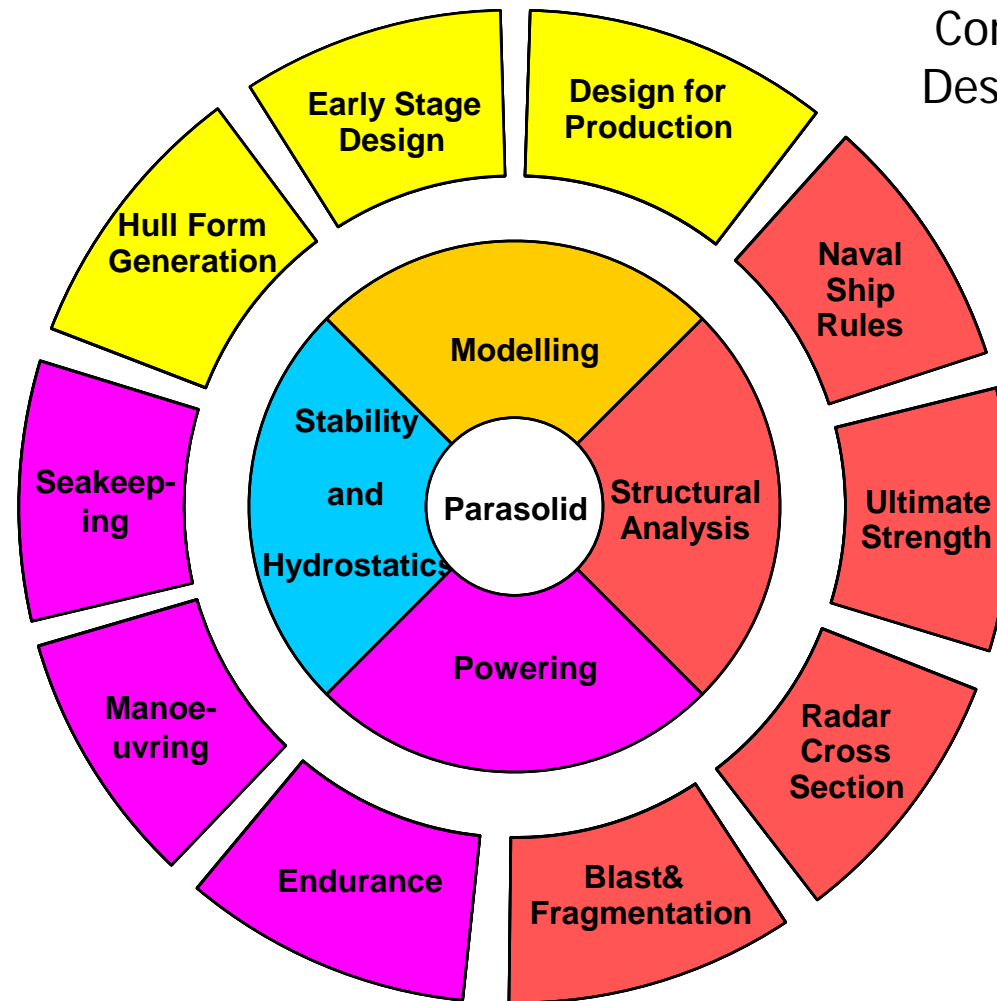 Early Stage
Design
Design for
Production
Hull Form
Generation
Naval
Ship
Rules
Modelling
Stability
and
Hydrostatics
Parasolid
Structural
Analysis
Seakeep-
ing
Ultimate
Strength
Powering
Manoe-
uvring
Radar
Cross
Section
Endurance
Blast&
Fragmentation